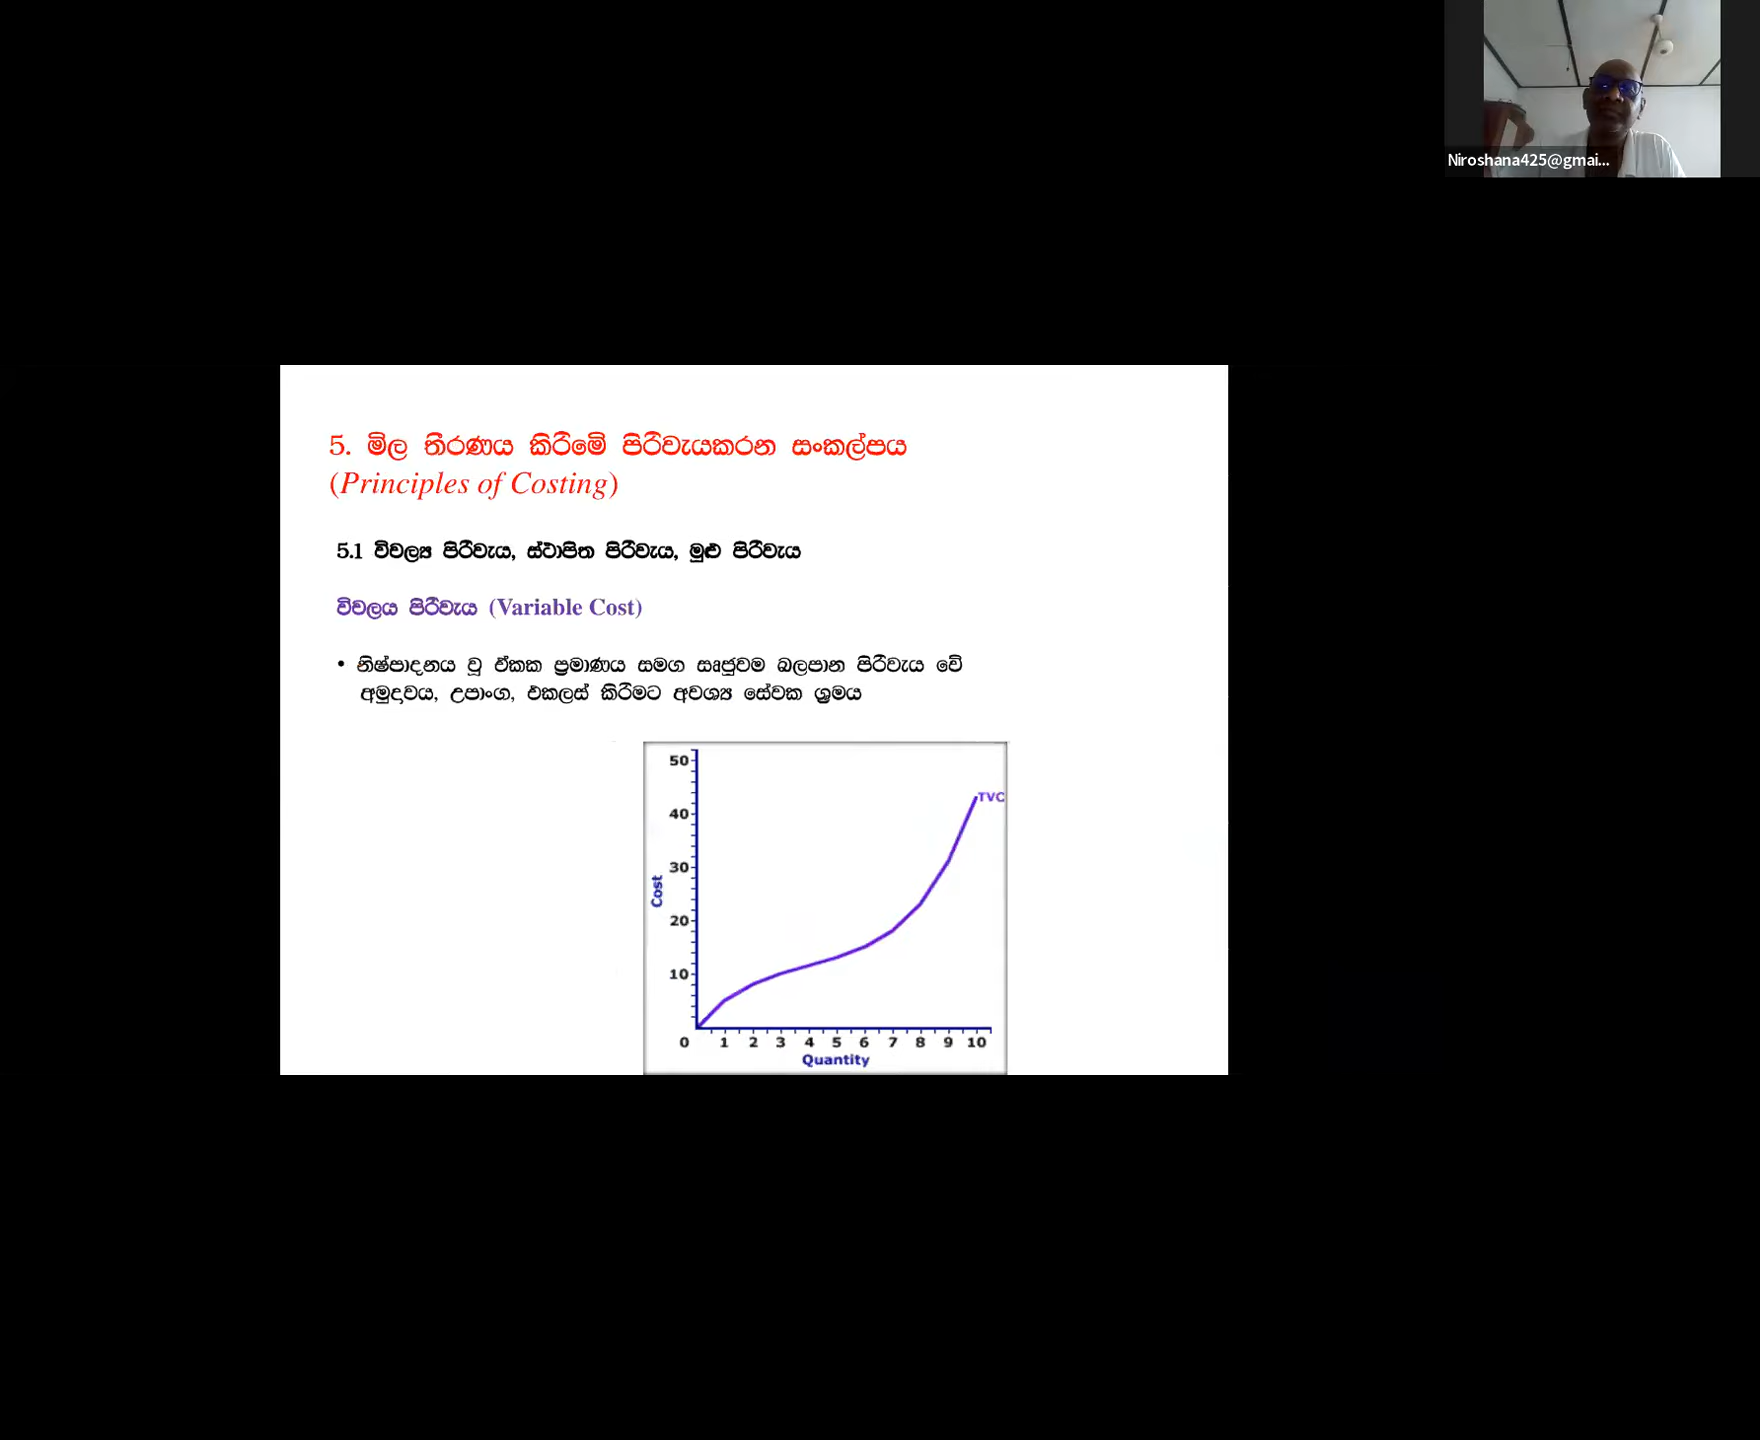 Niroshana425@gmai...
5. මිල තීරණය කිරීමේි පිරිවැයකරන සංකල්පය
(Principles of Costing)
5.1 විචල්‍ය පිරිවැය, ස්ථාපිත පිරිවැය, මුළු පිරිවැය
විචලය පිරිවැය (Variable Cost)
• නිෂ්පාදනය වූ ඒකක ප්‍රමාණය සමග සෘජුවම බලපාන පිරිවැය වේි
අමුද්‍රවය, උපාංග, එකලස් කිරීමට අවශ්‍ය සේවක ශ්‍රමය
50
TVC
40
30
Cost
20
10
0 1 2 3 4 5 6 7 8 9 10
Quantity